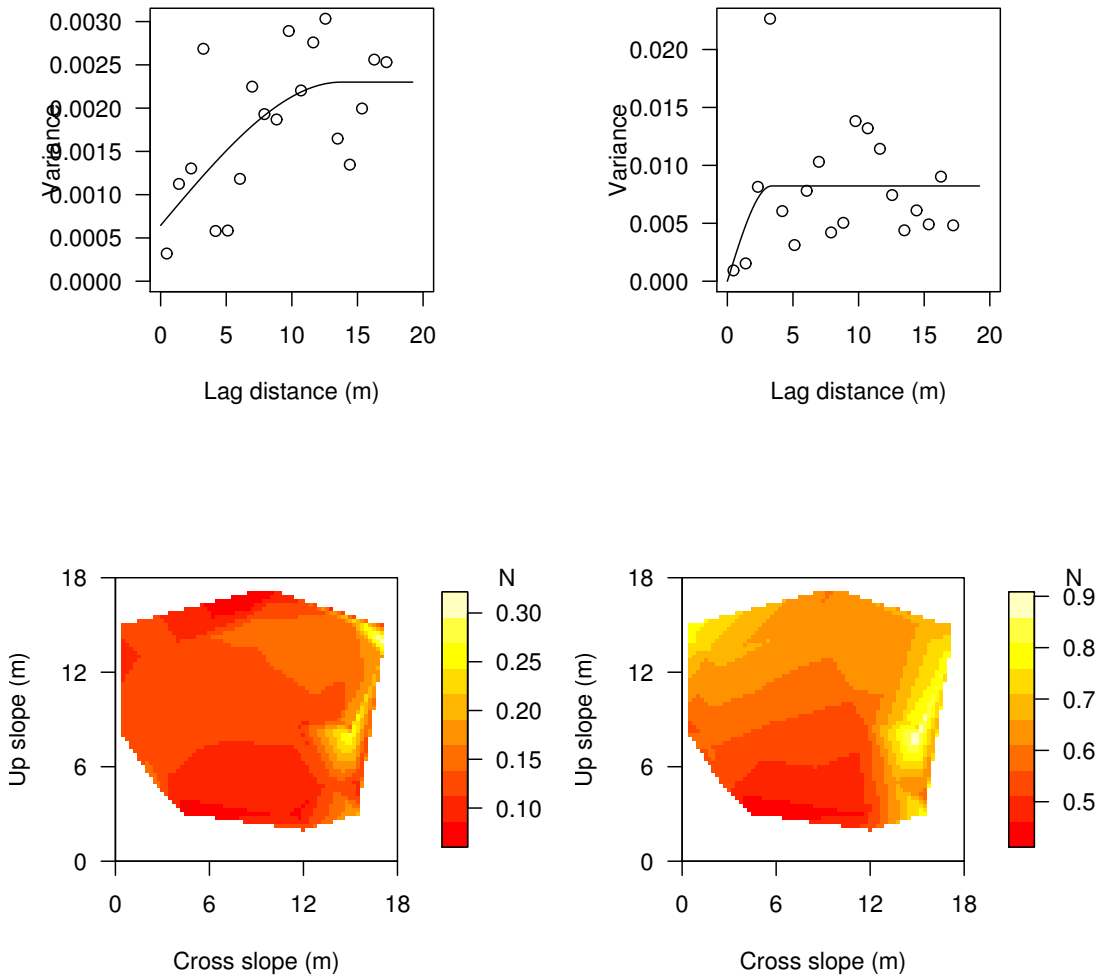 0.0030
0.0025
0.0020
0.0015
0.0010
0.0005
0.0000
Variance
0 5 10 15 20
Lag distance (m)
0.020
0.015
0.010
0.005
0.000
Variance
0 5 10 15 20
Lag distance (m)
18
12
6
0
Up slope (m)
0 6 12 18
Cross slope (m)
N
0.30
0.25
0.20
0.15
0.10
18
12
6
0
Up slope (m)
0 6 12 18
Cross slope (m)
N
0.9
0.8
0.7
0.6
0.5